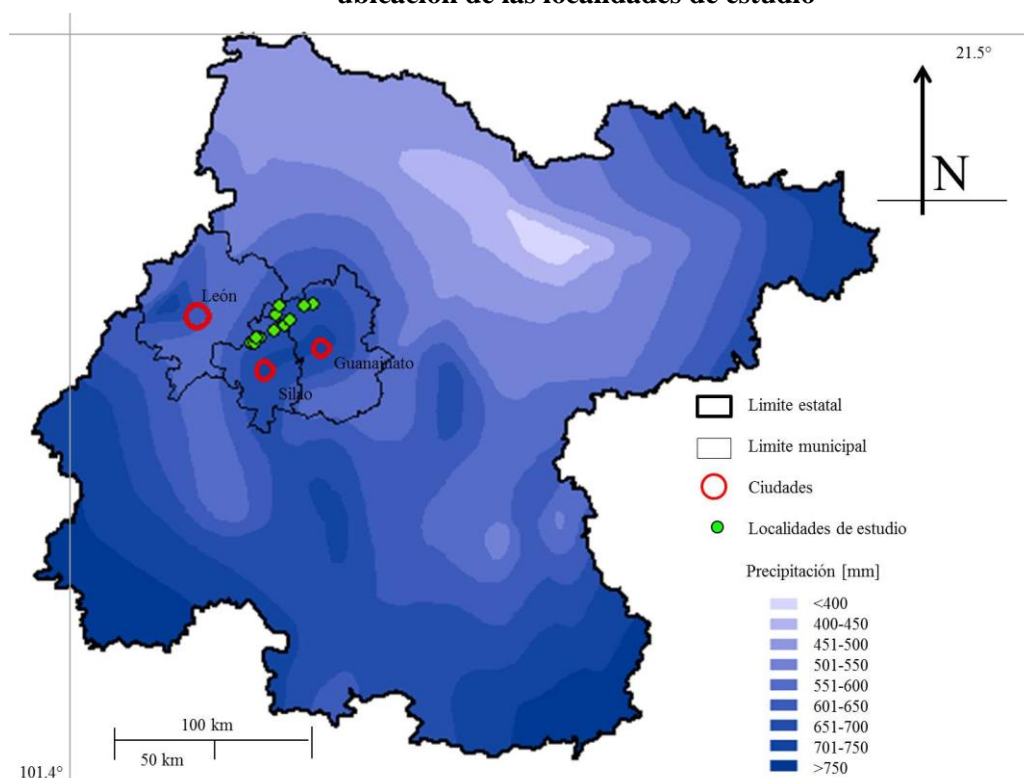 ubicación de las localidades de estudio
21.5°
N
León
Guanajuato
Silao
Limite estatal
Limite municipal
Ciudades
Localidades de estudio
Precipitación [mm]
<400
400-450
451-500
501-550
551-600
601-650
651-700
701-750
>750
100 km
50 km
101.4°